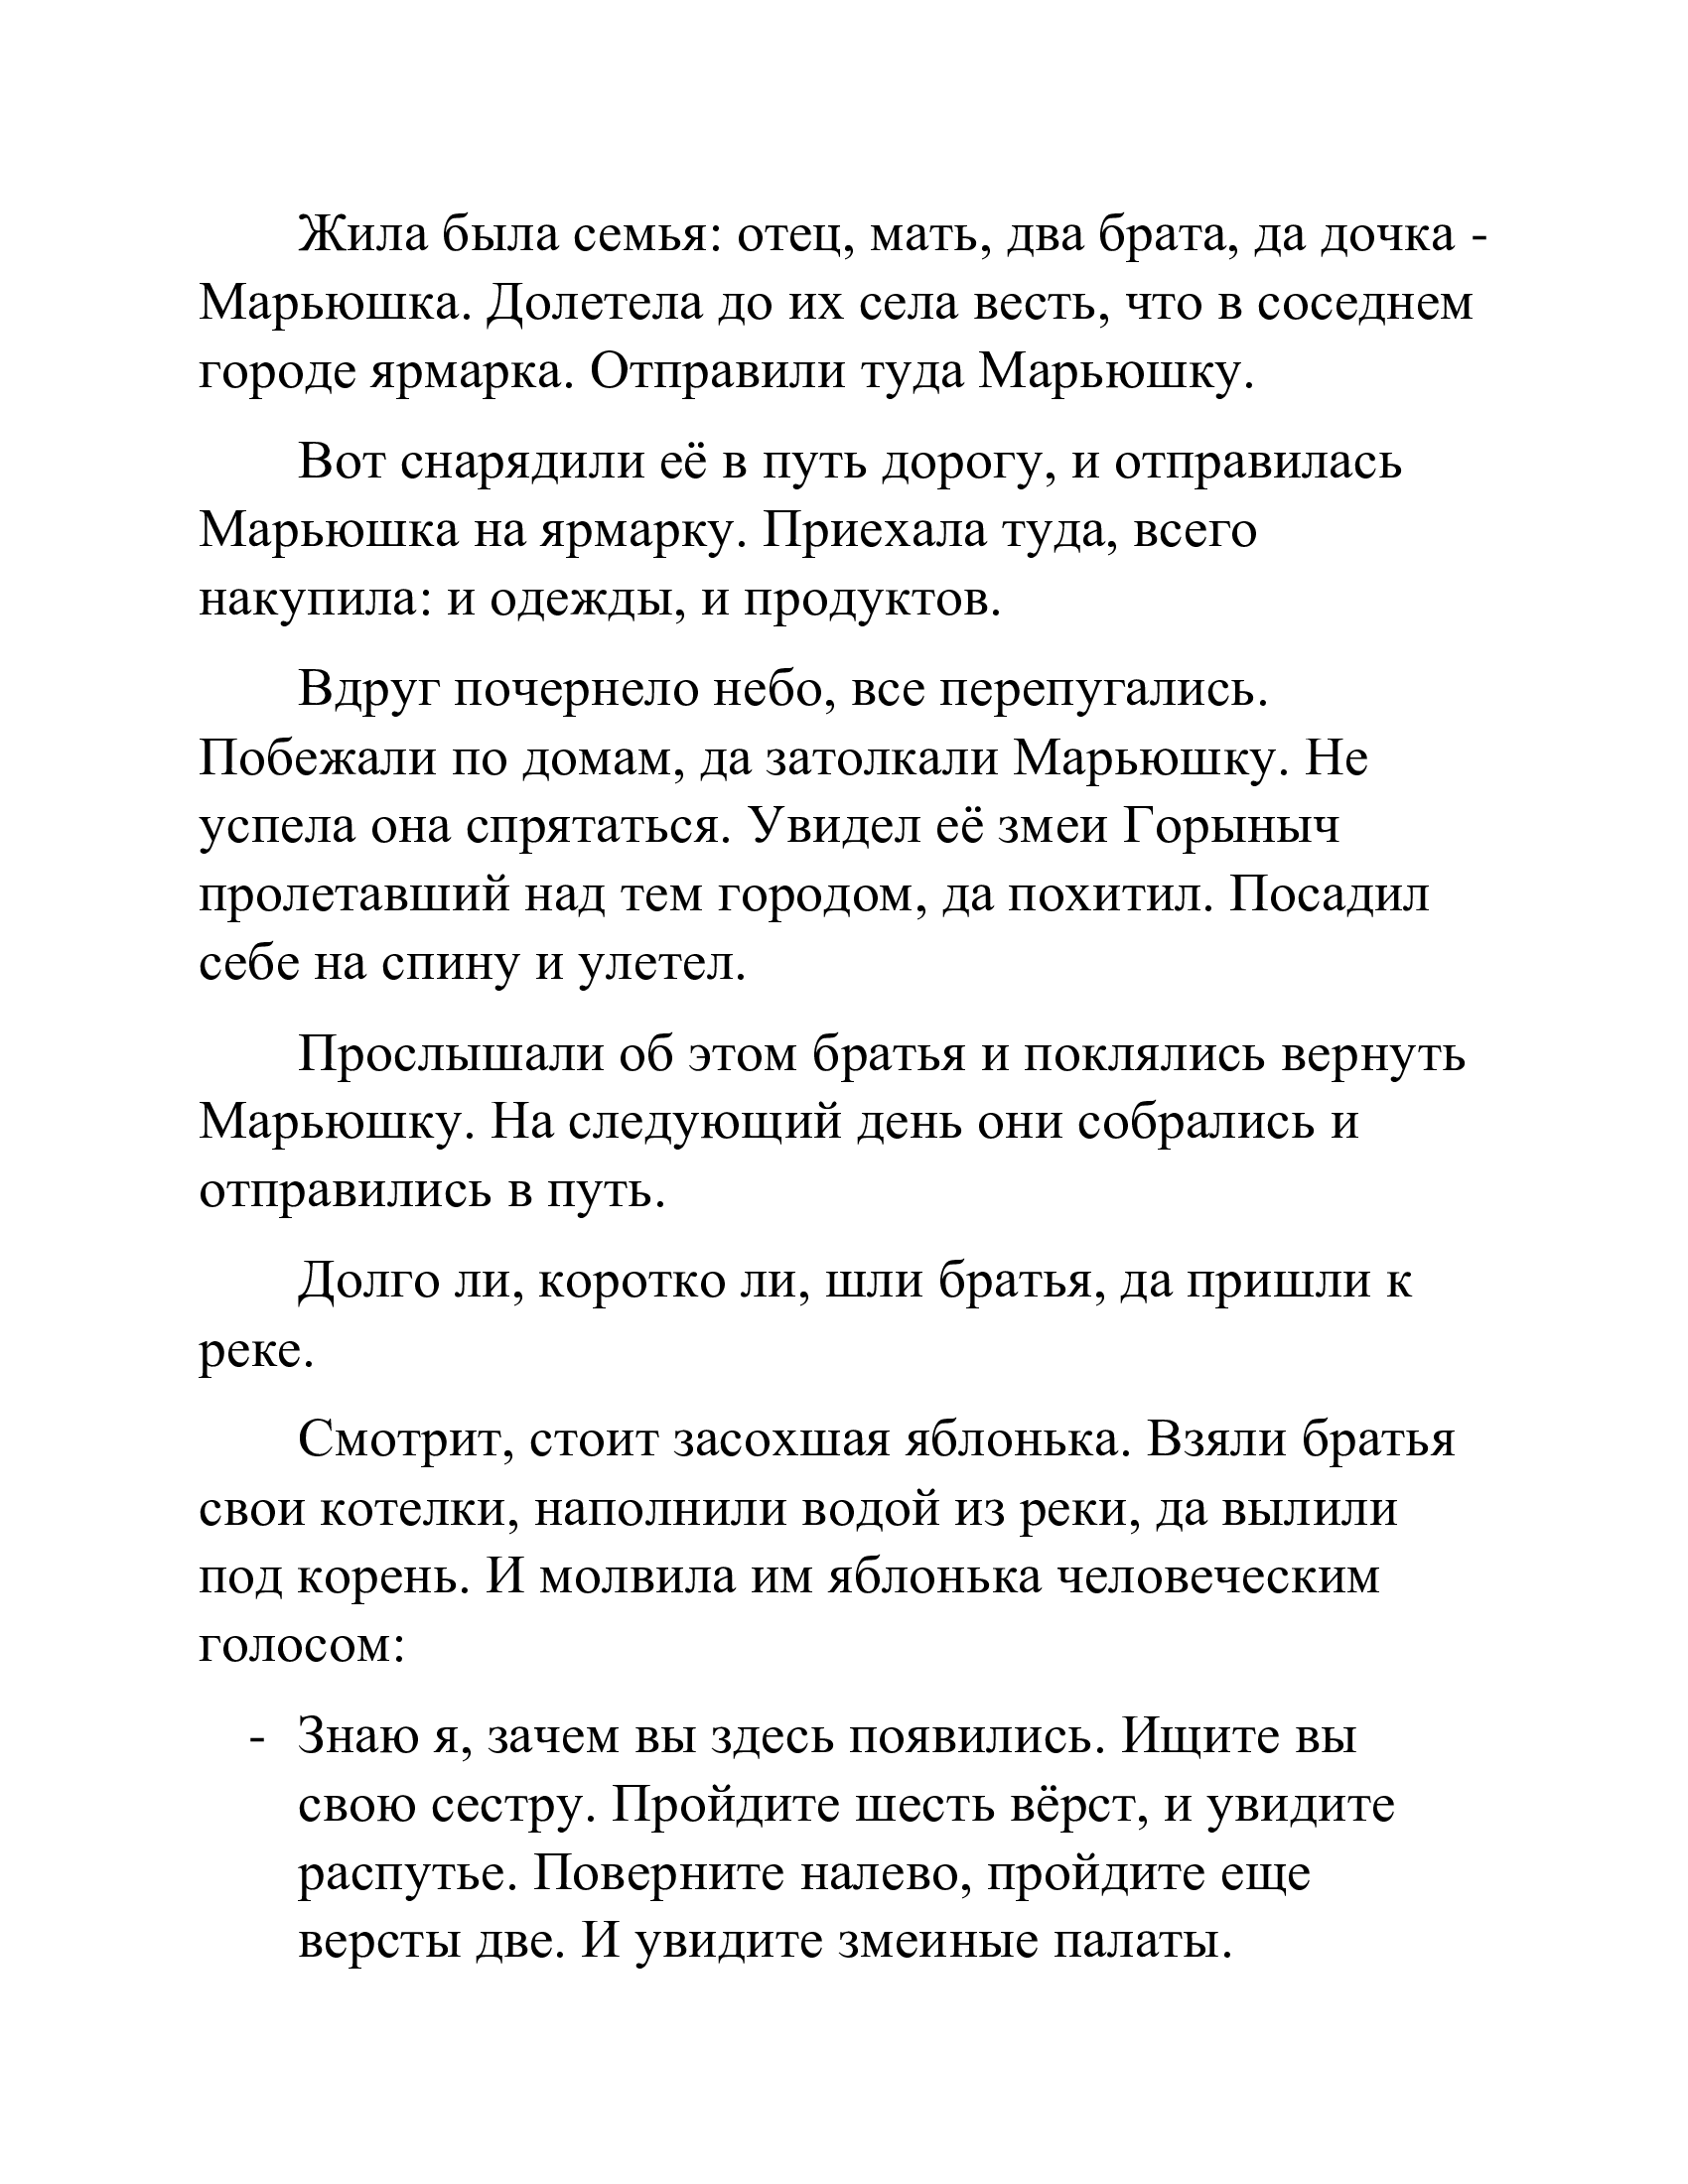 Жила была семья: отец, мать, два брата, да дочка -
Марьюшка. Долетела до их села весть, что в соседнем
городе ярмарка. Отправили туда Марьюшку.
Вот снарядили её в путь дорогу, и отправилась
Марьюшка на ярмарку. Приехала туда, всего
накупила: и одежды, и продуктов.
Вдруг почернело небо, все перепугались.
Побежали по домам, да затолкали Марьюшку. Не
успела она спрятаться. Увидел её змеи Горыныч
пролетавший над тем городом, да похитил. Посадил
себе на спину и улетел.
Прослышали об этом братья и поклялись вернуть
Марьюшку. На следующий день они собрались и
отправились в путь.
Долго ли, коротко ли, шли братья, да пришли к
реке.
Смотрит, стоит засохшая яблонька. Взяли братья
свои котелки, наполнили водой из реки, да вылили
под корень. И молвила им яблонька человеческим
голосом:
- Знаю я, зачем вы здесь появились. Ищите вы
свою сестру. Пройдите шесть вёрст, и увидите
распутье. Поверните налево, пройдите еще
версты две. И увидите змеиные палаты.